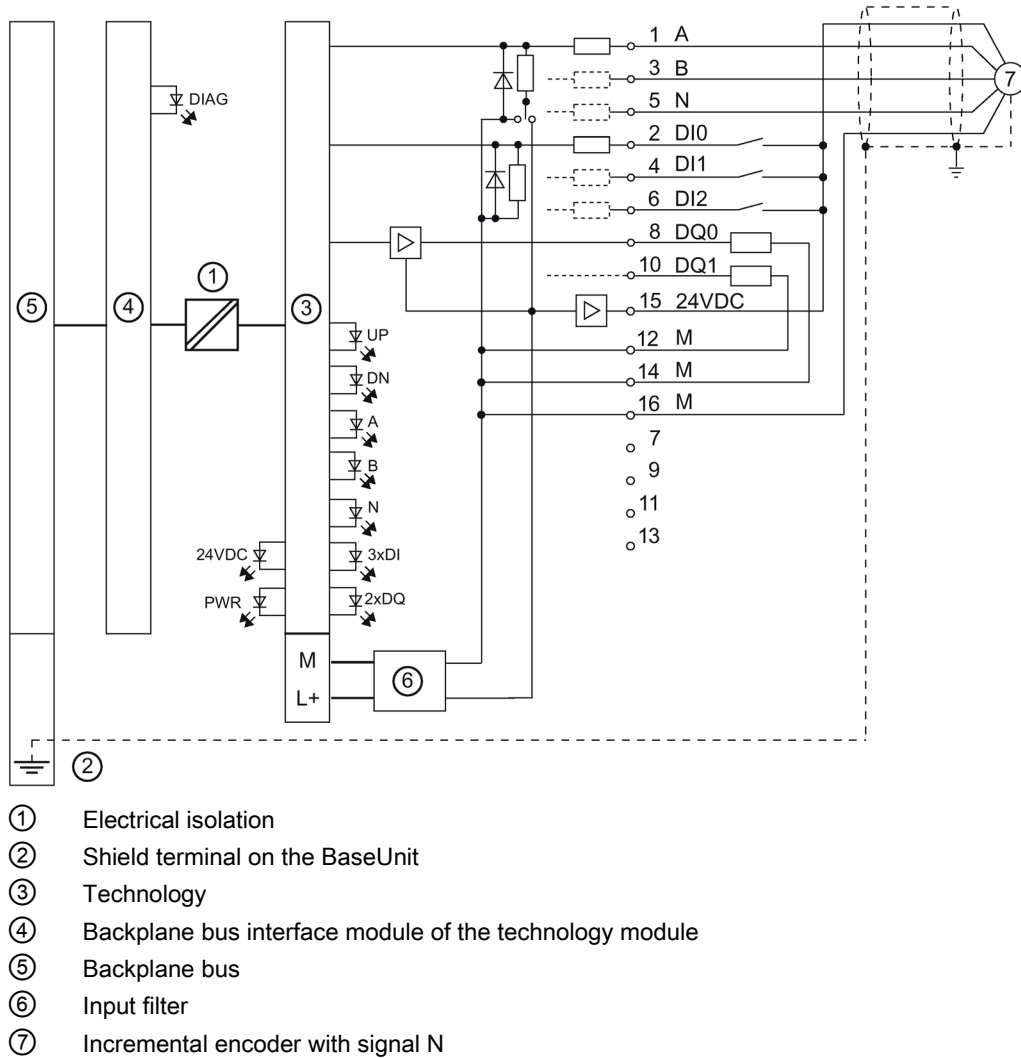 1 A
3 B
5 N
2 DI0
4 DI1
6 DI2
8 DQ0
10 DQ1
15 24VDC
12 M
14 M
16 M
7
9
11
13
⑦
DIAG
①
⑤
④
③
UP
DN
A
B
N
24VDC
3xDI
PWR
2xDQ
M
L+
⑥
②
① Electrical isolation
② Shield terminal on the BaseUnit
③ Technology
④ Backplane bus interface module of the technology module
⑤ Backplane bus
⑥ Input filter
⑦ Incremental encoder with signal N